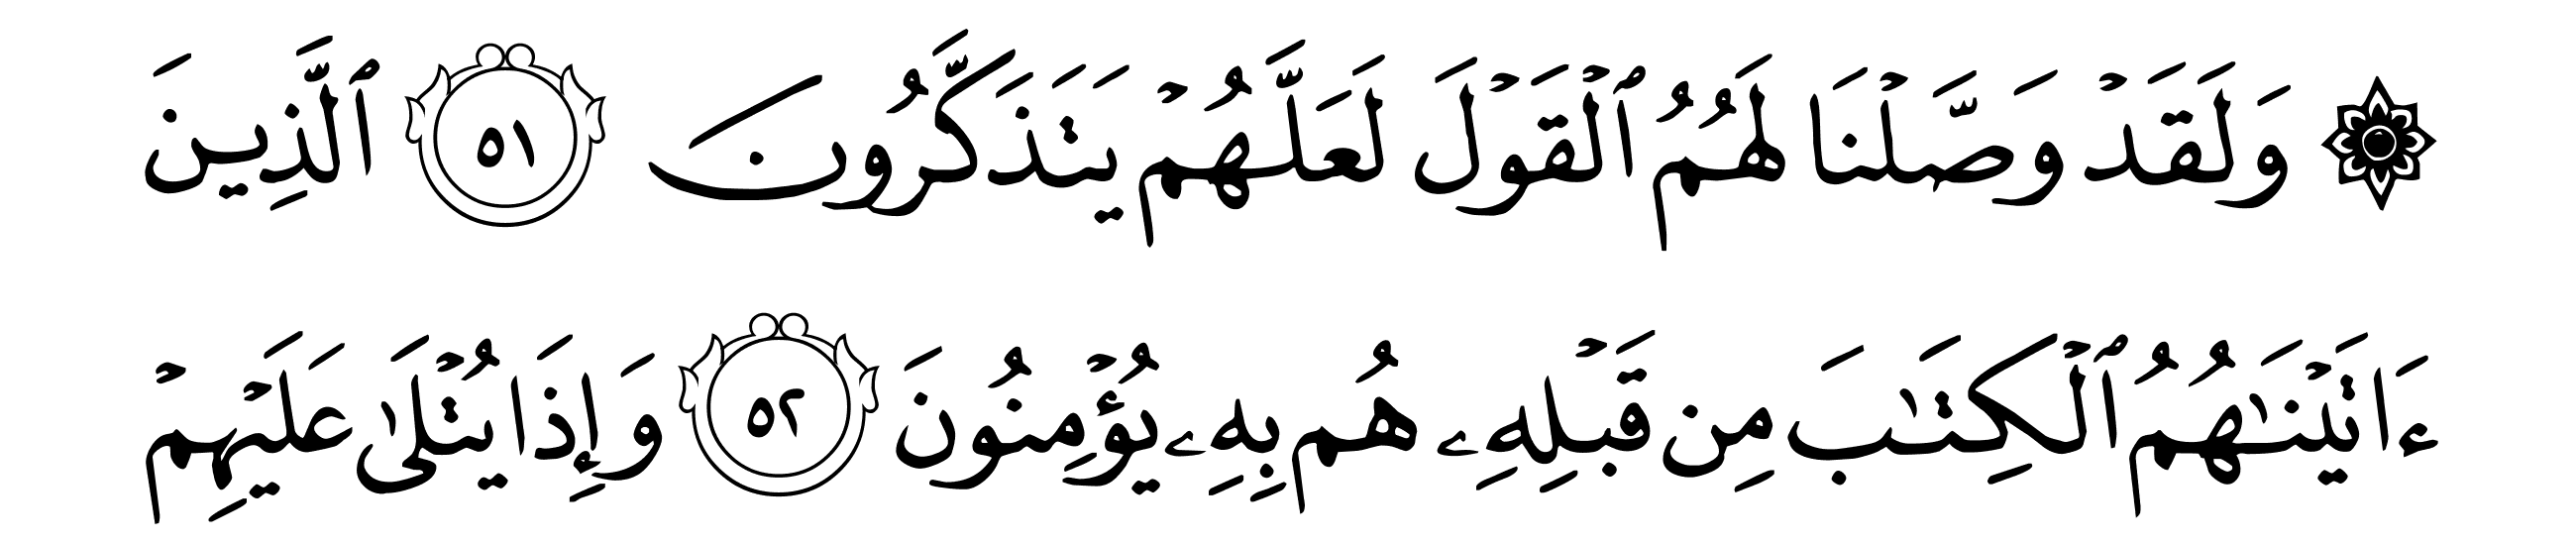 ۞ وَلَقَدْ وَصَّلْنَا لَهُمُ ٱلْقَوْلَ لَعَلَّهُمْ يَتَذَكَّرُونَ ٥١ ٱلَّذِينَ
ءَاتَيْنَـٰهُمُ ٱلْكِتَـٰبَ مِن قَبْلِهِۦ هُم بِهِۦ يُؤْمِنُونَ ٥٢ وَإِذَا يُتْلَىٰ عَلَيْهِمْ